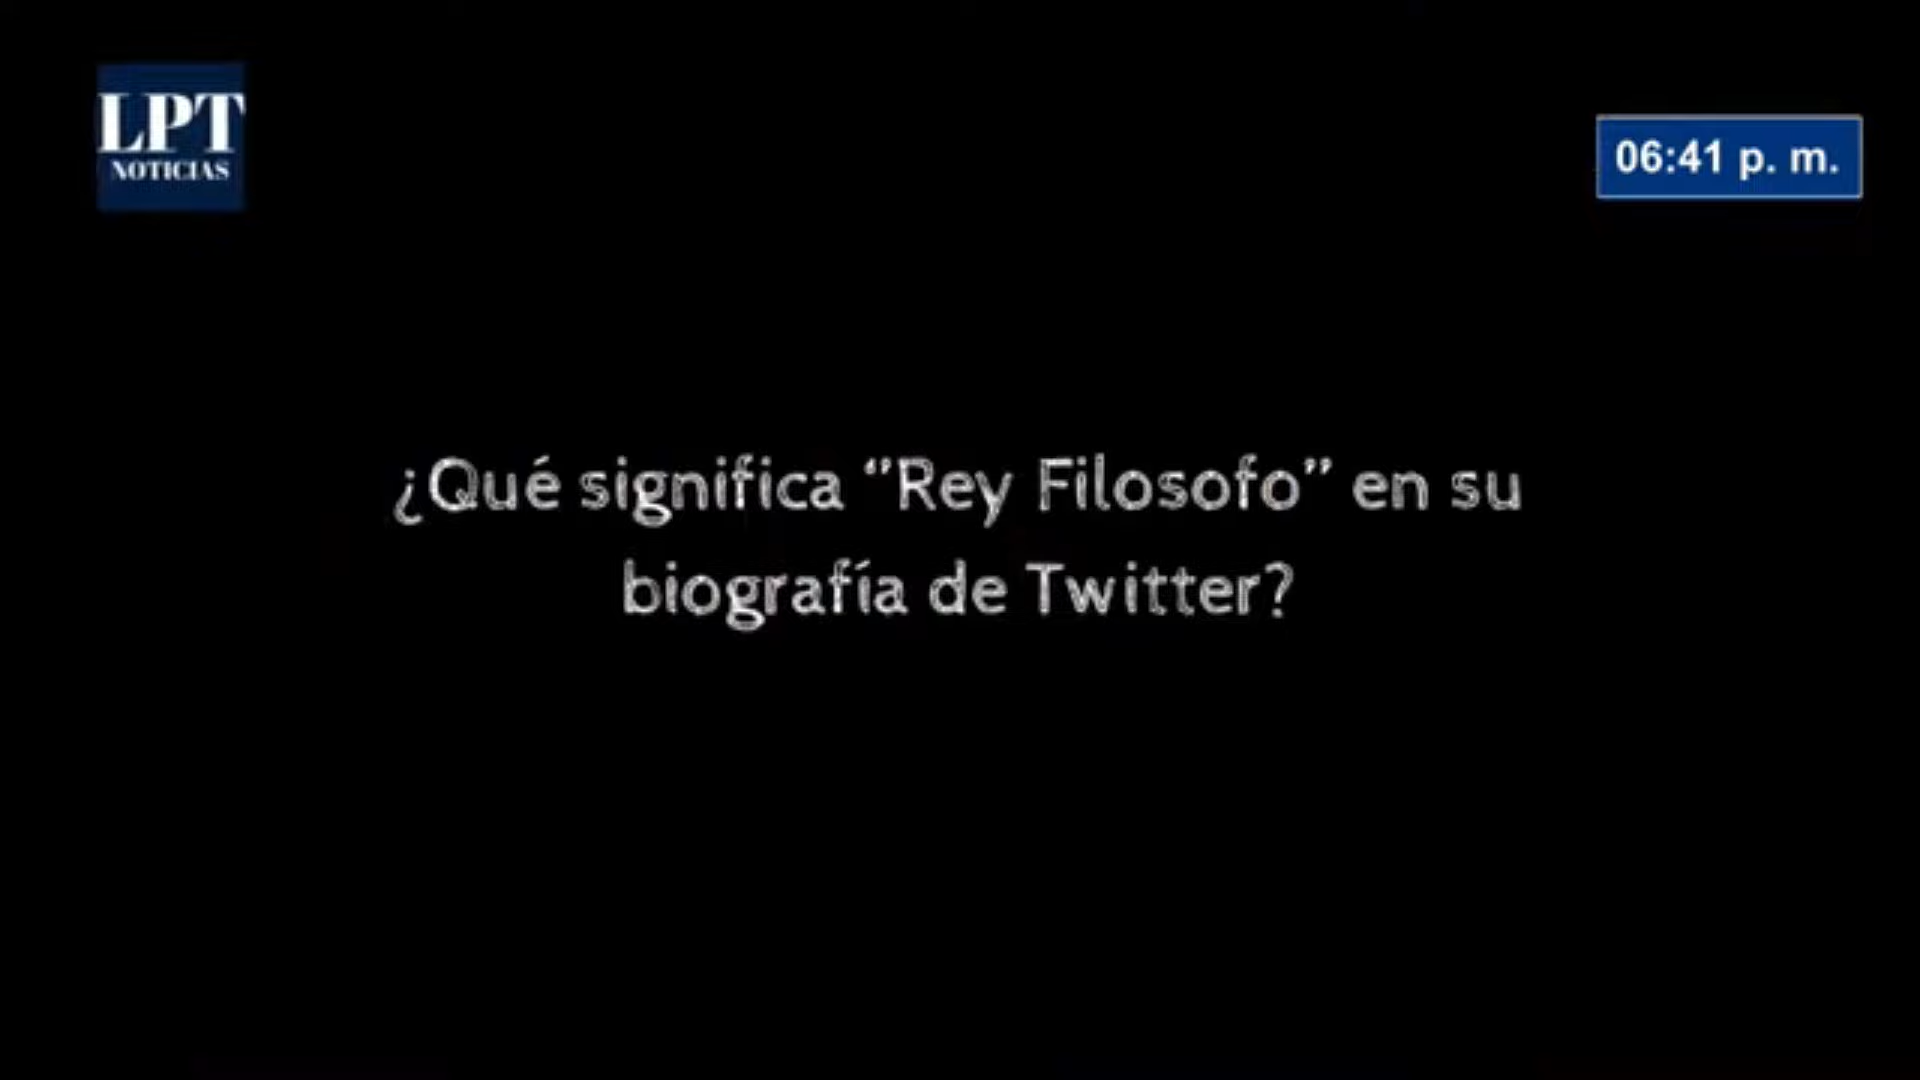 LPT
NOTICIAS
06:41 p. m.
¿Qué significa “Rey Filosofo” en su
biografía de Twitter?